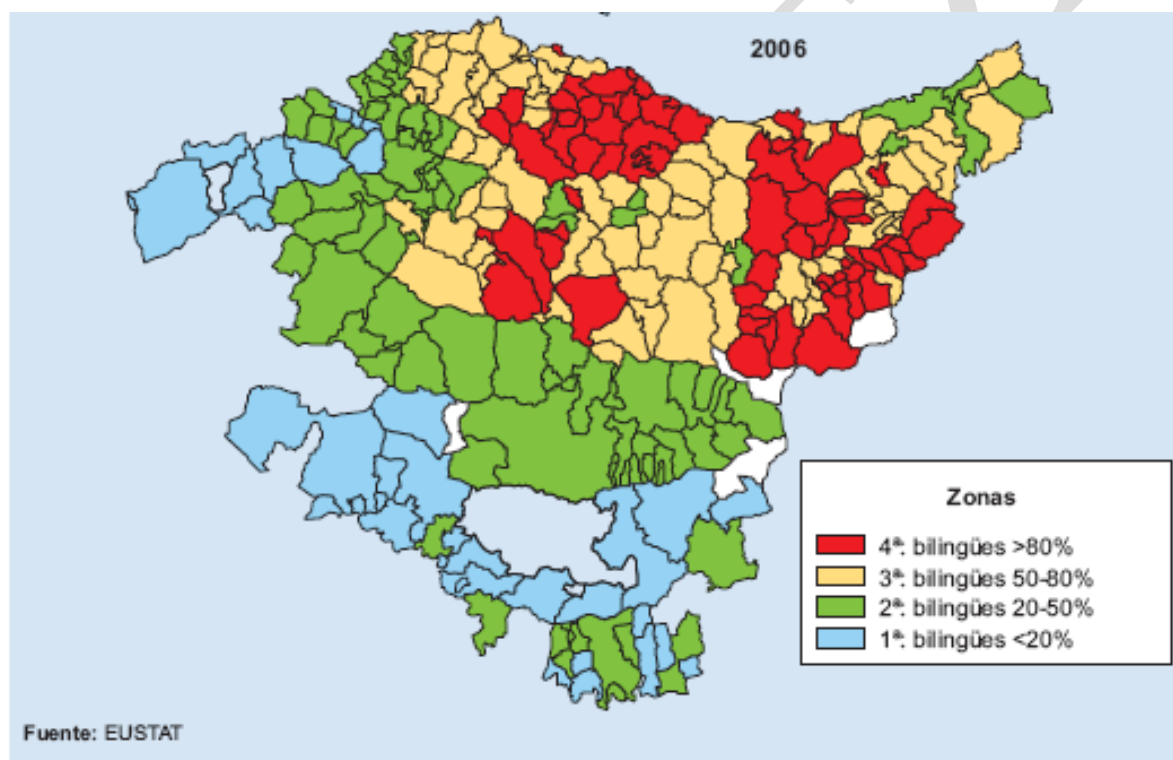 2006
Zonas
4ª: bilingües >80%
3ª: bilingües 50-80%
2ª: bilingües 20-50%
1ª: bilingües <20%
Fuente: EUSTAT